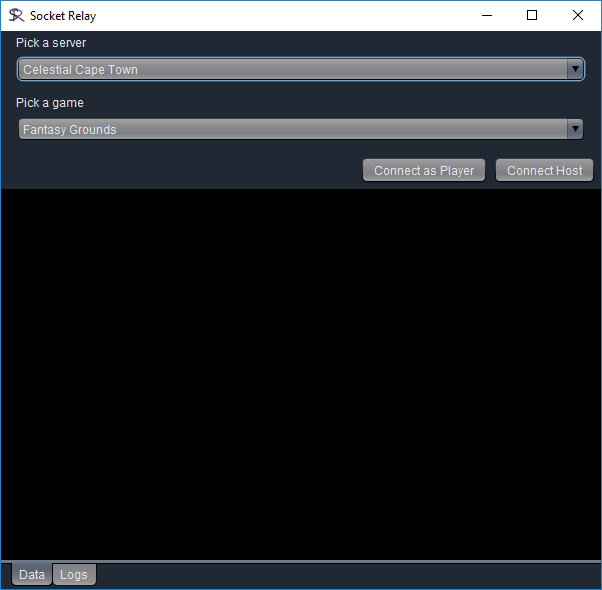 Socket Relay
Pick a server
Celestial Cape Town
Pick a game
Fantasy Grounds
Connect as Player Connect Host
Data Logs